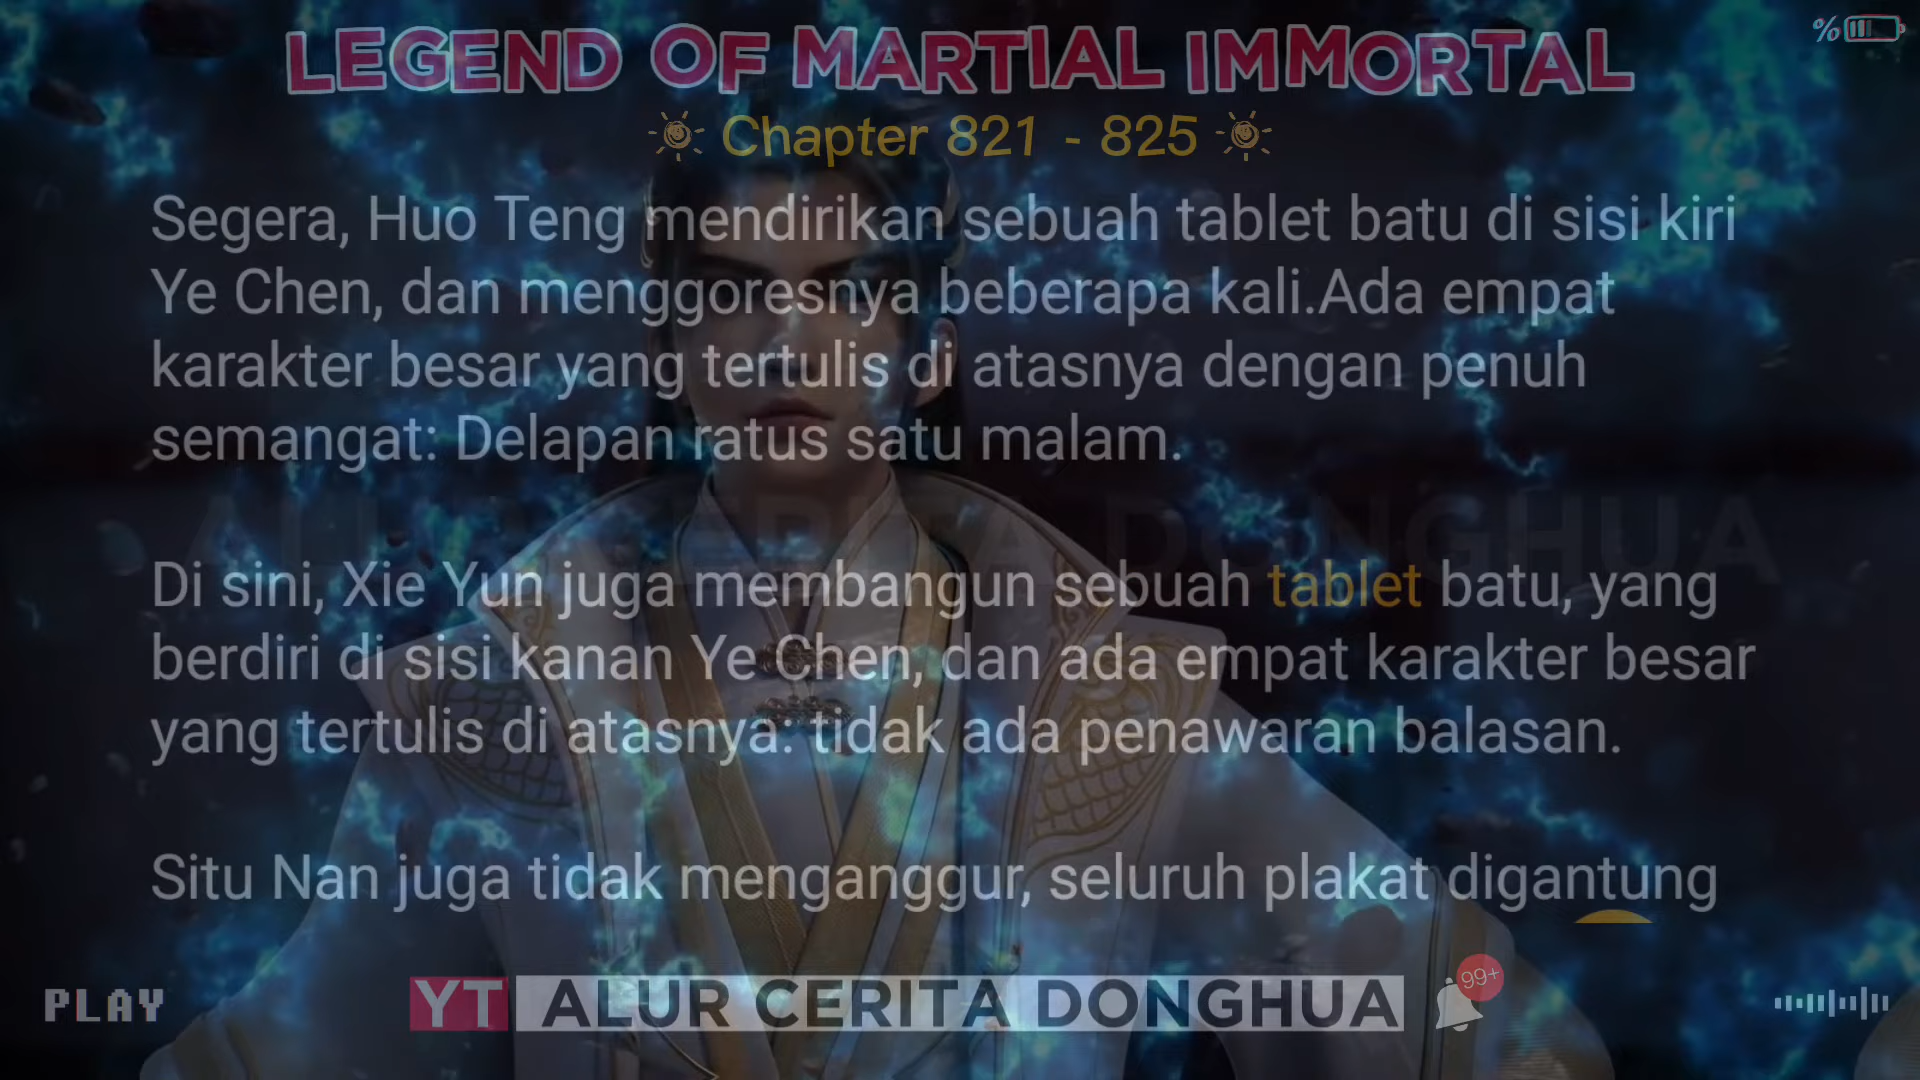 LEGEND OF MARTIAL IMMORTAL
%
Chapter 821 - 825
Segera, Huo Teng mendirikan sebuah tablet batu di sisi kiri
Ye Chen, dan menggoresnya beberapa kali.Ada empat
karakter besar yang tertulis di atasnya dengan penuh
semangat: Delapan ratus satu malam.
ALUR CERITA DONGHUA
Di sini, Xie Yun juga membangun sebuah tablet batu, yang
berdiri di sisi kanan Ye Chen, dan ada empat karakter besar
yang tertulis di atasnya: tidak ada penawaran balasan.
Situ Nan juga tidak menganggur, seluruh plakat digantung
PLAY
YT ALUR CERITA DONGHUA
99+